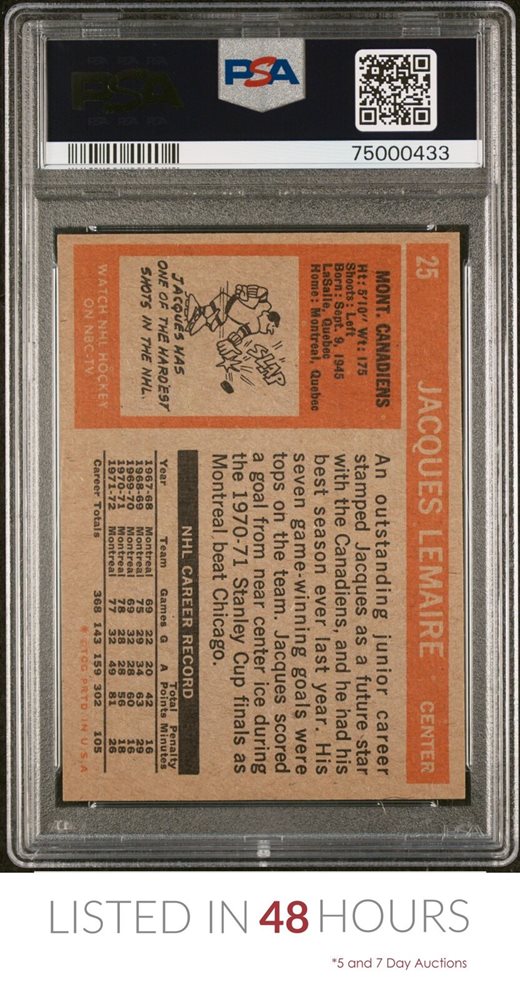 PSA
75000433
25 JACQUES LEMAIRE • CENTER
MONT. CANADIENS •
Ht: 5'10" Wt: 175
Shoots: Left
Born: Sept. 9, 1945
LaSalle, Quebec
Home: Montreal, Quebec
SLAP
JACQUES HAS
ONE OF THE HARDEST
SHOTS IN THE NHL.
WATCH NHL HOCKEY
ON NBC-TV
An outstanding junior career
stamped Jacques as a future star
with the Canadiens, and he had his
best season ever last year. His
seven game-winning goals were
tops on the team. Jacques scored
a goal from near center ice during
the 1970-71 Stanley Cup finals as
Montreal beat Chicago.
NHL CAREER RECORD
Year Team Games G A Total Points Penalty Minutes
1967-68 Montreal 69 22 20 42 16
1968-69 Montreal 75 29 34 63 29
1969-70 Montreal 69 32 28 60 16
1970-71 Montreal 78 28 28 56 18
1971-72 Montreal 77 32 49 81 26
Career Totals 368 143 159 302 105
PRTD. IN U.S.A.
LISTED IN 48 HOURS
*5 and 7 Day Auctions